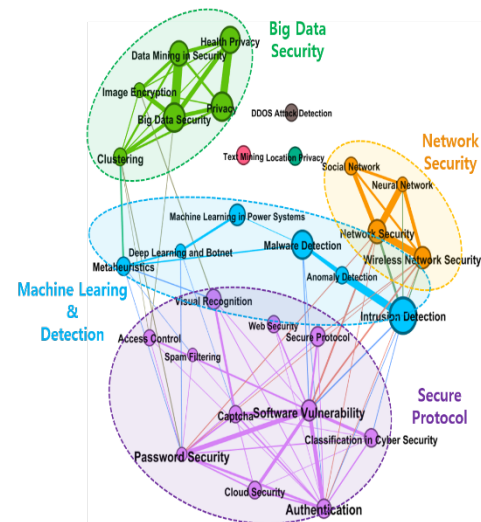 Big Data
Security
Health Privacy
Data Mining in Security
Image Encryption
Privacy
Big Data Security
DDOS Attack Detection
Clustering
Text Mining
Location Privacy
Network
Security
Social Network
Neural Network
Machine Learning in Power Systems
Network Security
Malware Detection
Deep Learning and Botnet
Wireless Network Security
Metaheuristics
Anomaly Detection
Machine Learing
&
Detection
Visual Recognition
Intrusion Detection
Web Security
Access Control
Secure Protocol
Spam Filtering
Secure
Protocol
Captcha
Software Vulnerability
Classification in Cyber Security
Password Security
Cloud Security
Authentication